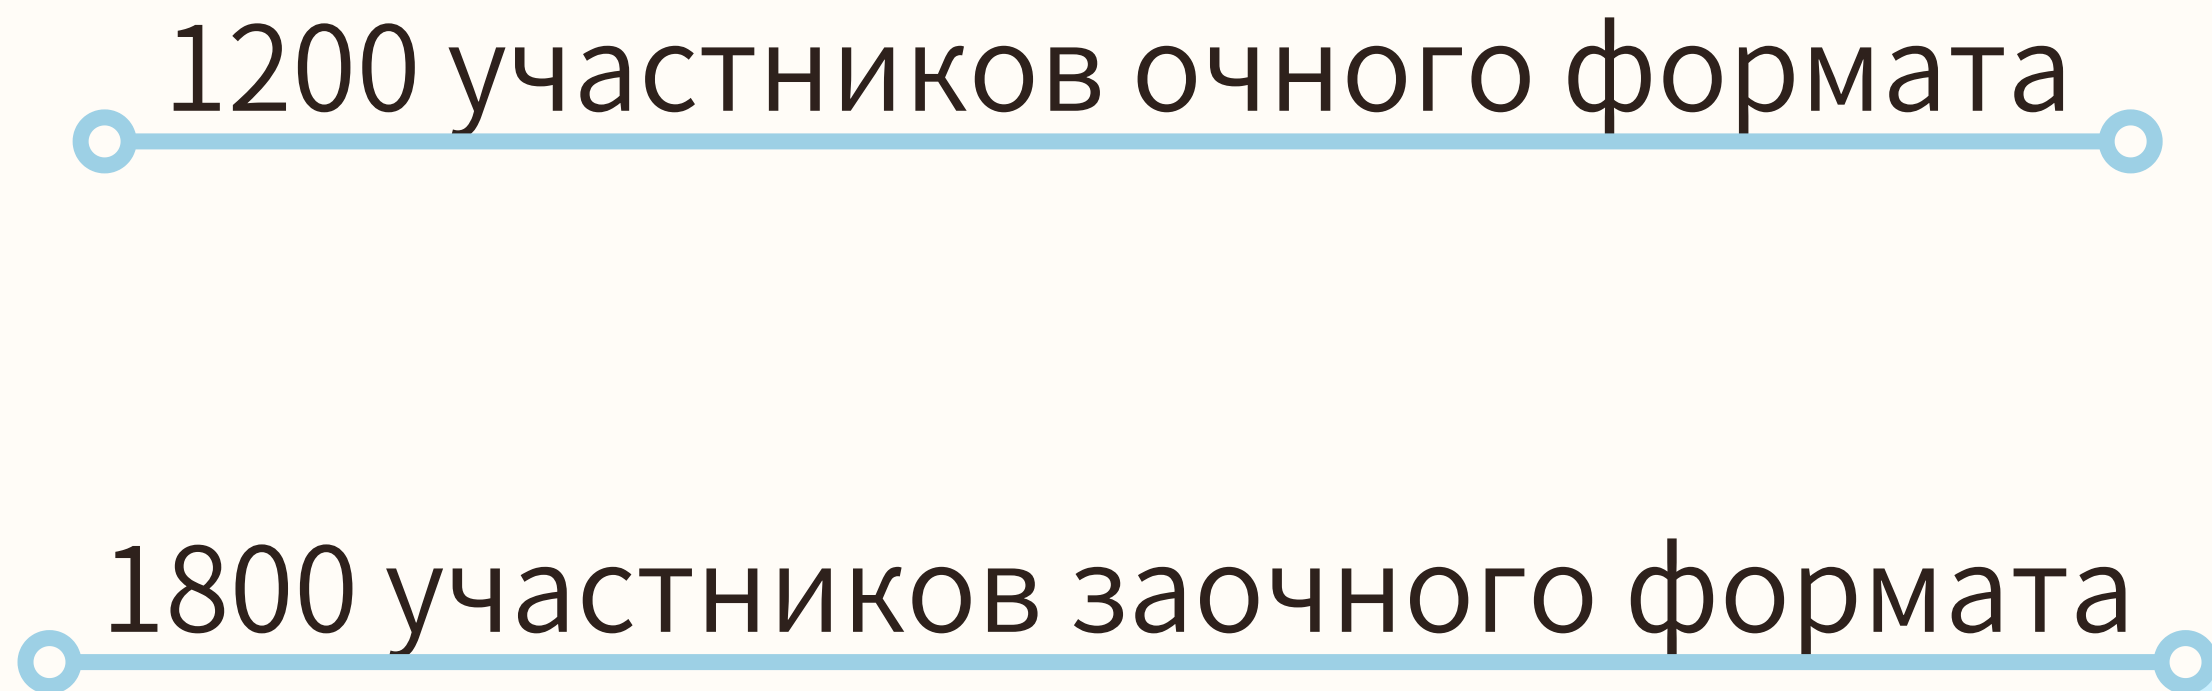 1200 участников очного формата
1800 участников заочного формата